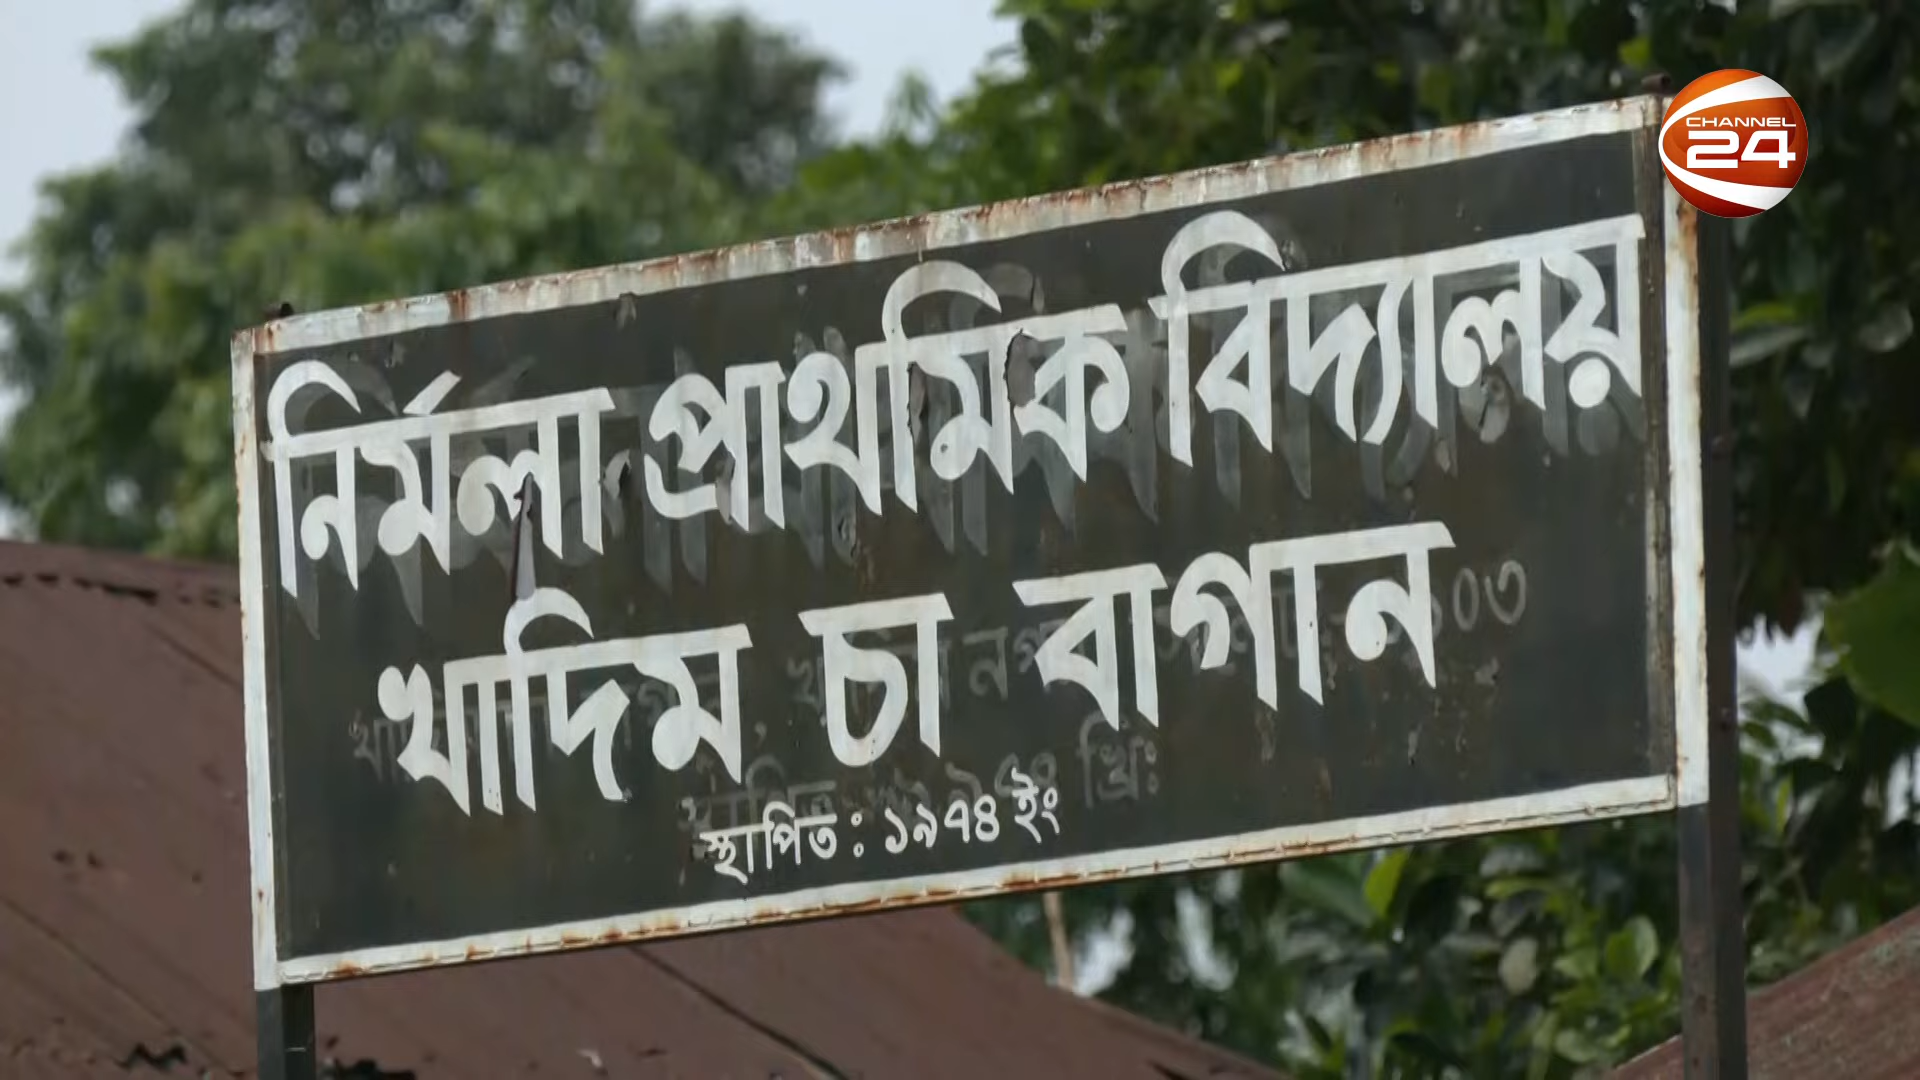 CHANNEL
24
নির্মলা প্রাথমিক বিদ্যালয়
খাদিম চা বাগান
স্থাপিত : ১৯৭৪ ইং
খ্রিঃ